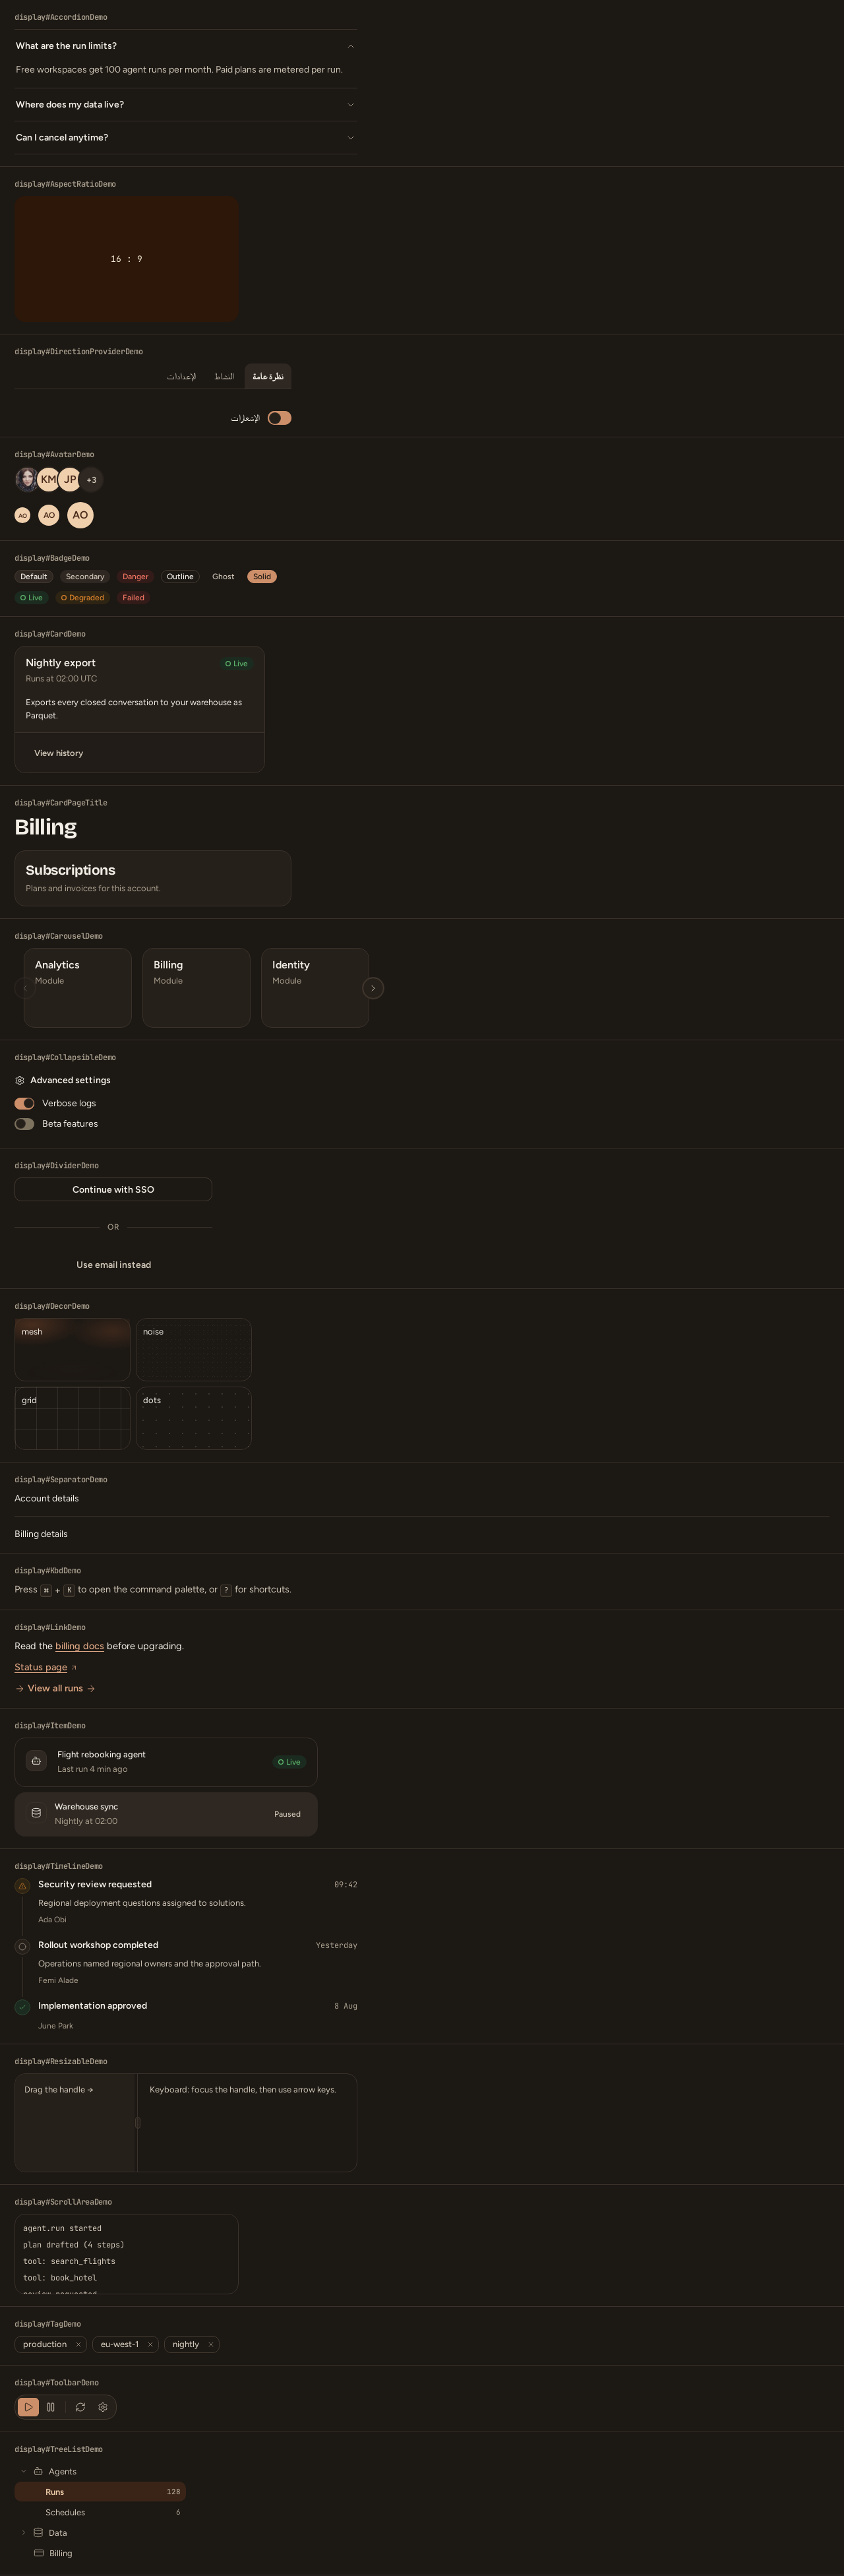 display#AccordionDemo
What are the run limits?
Free workspaces get 100 agent runs per month. Paid plans are metered per run.
Where does my data live?
Can I cancel anytime?
display#AspectRatioDemo
16 : 9
display#DirectionProviderDemo
نظرة عامة النشاط الإعدادات
الإشعارات
display#AvatarDemo
KM JP +3
AO AO AO
display#BadgeDemo
Default Secondary Danger Outline Ghost Solid
Live Degraded Failed
display#CardDemo
Nightly export Live
Runs at 02:00 UTC
Exports every closed conversation to your warehouse as
Parquet.
View history
display#CardPageTitle
Billing
Subscriptions
Plans and invoices for this account.
display#CarouselDemo
Analytics Billing Identity
Module Module Module
display#CollapsibleDemo
Advanced settings
Verbose logs
Beta features
display#DividerDemo
Continue with SSO
OR
Use email instead
display#DecorDemo
mesh noise
grid dots
display#SeparatorDemo
Account details
Billing details
display#KbdDemo
Press ⌘ + K to open the command palette, or ? for shortcuts.
display#LinkDemo
Read the billing docs before upgrading.
Status page ↗
→ View all runs →
display#ItemDemo
Flight rebooking agent Live
Last run 4 min ago
Warehouse sync Paused
Nightly at 02:00
display#TimelineDemo
Security review requested 09:42
Regional deployment questions assigned to solutions.
Ada Obi
Rollout workshop completed Yesterday
Operations named regional owners and the approval path.
Femi Alade
Implementation approved 8 Aug
June Park
display#ResizableDemo
Drag the handle → Keyboard: focus the handle, then use arrow keys.
display#ScrollAreaDemo
agent.run started
plan drafted (4 steps)
tool: search_flights
tool: book_hotel
display#TagDemo
production eu-west-1 nightly
display#ToolbarDemo
display#TreeListDemo
Agents
Runs 128
Schedules 6
Data
Billing